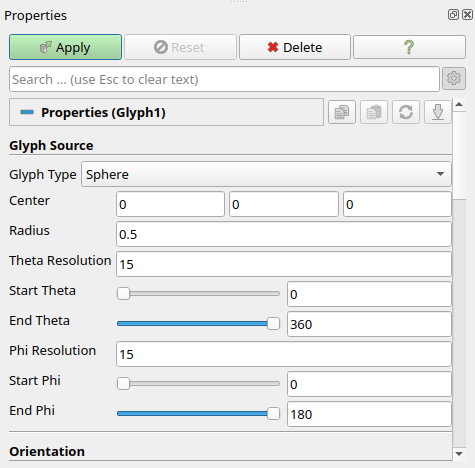 Properties
Apply Reset Delete ?
Search ... (use Esc to clear text)
Properties (Glyph1)
Glyph Source
Glyph Type Sphere
Center 0 0 0
Radius 0.5
Theta Resolution 15
Start Theta 0
End Theta 360
Phi Resolution 15
Start Phi 0
End Phi 180
Orientation